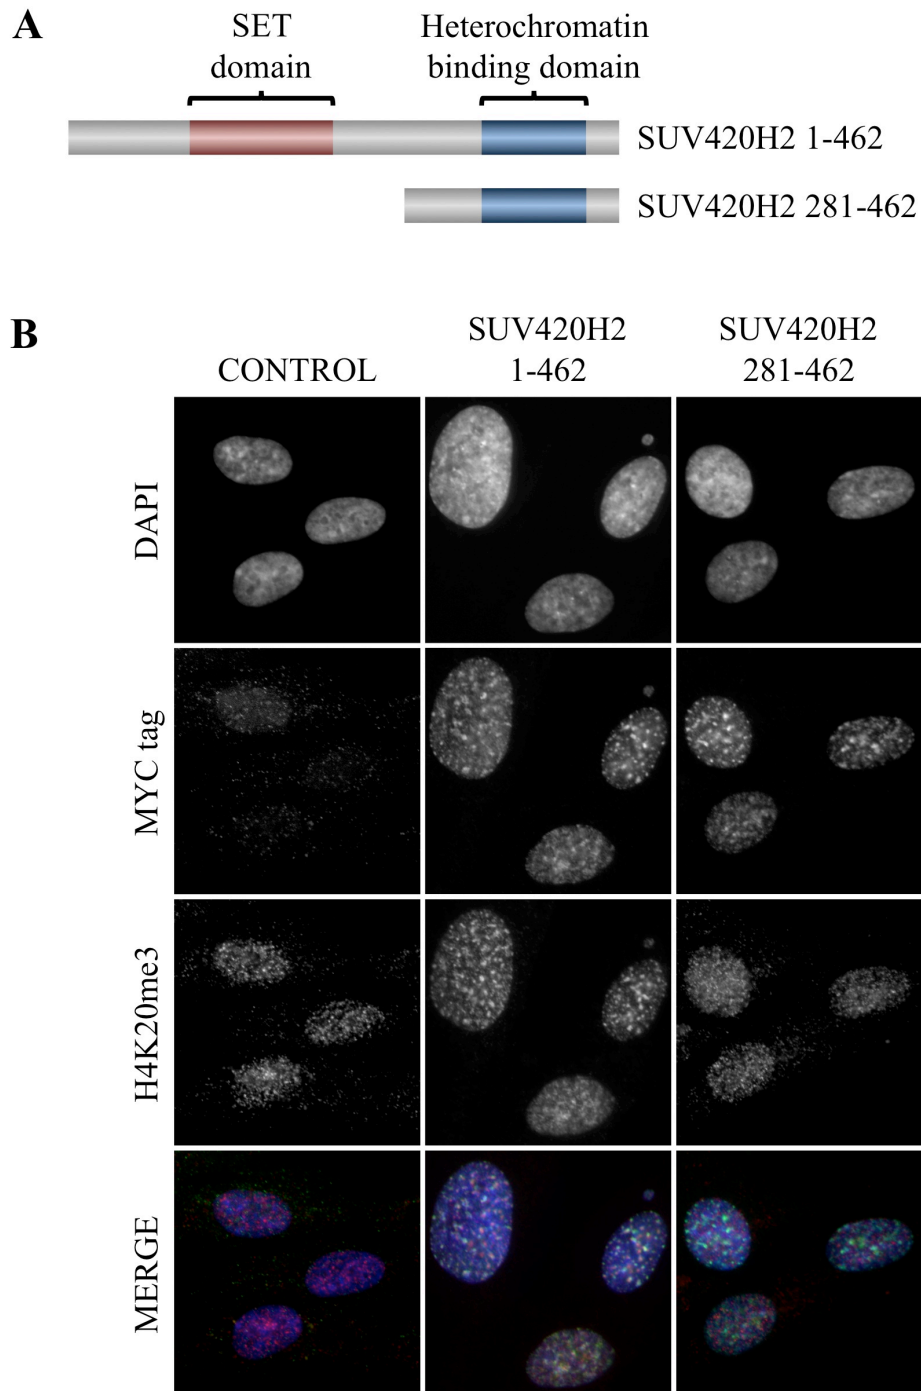 A
SET
domain
Heterochromatin
binding domain
SUV420H2 1-462
SUV420H2 281-462
B
CONTROL
SUV420H2
1-462
SUV420H2
281-462
DAPI
MYC tag
H4K20me3
MERGE